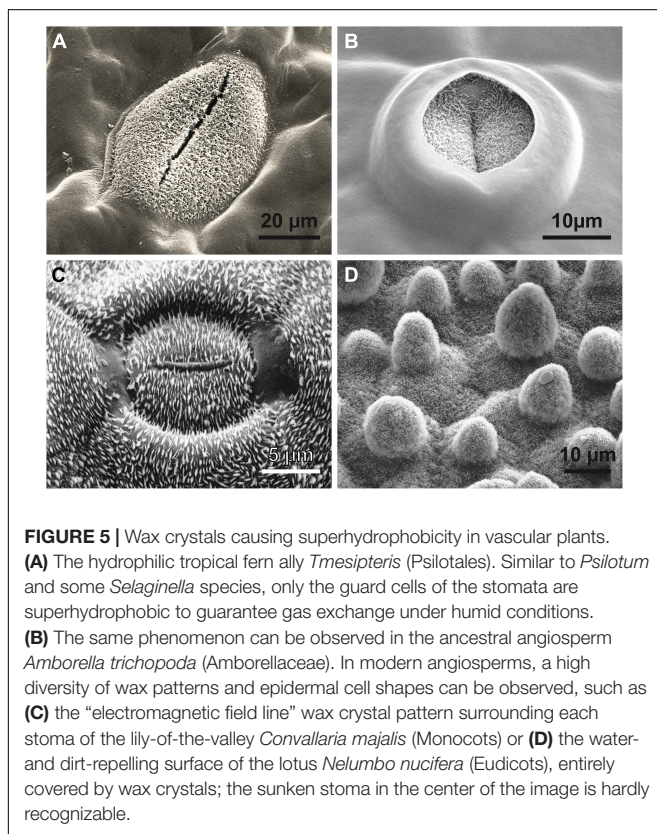 A
B
20 µm
10µm
C
D
5 µm
10 µm
FIGURE 5 | Wax crystals causing superhydrophobicity in vascular plants.
(A) The hydrophilic tropical fern ally Tmesipteris (Psilotales). Similar to Psilotum
and some Selaginella species, only the guard cells of the stomata are
superhydrophobic to guarantee gas exchange under humid conditions.
(B) The same phenomenon can be observed in the ancestral angiosperm
Amborella trichopoda (Amborellaceae). In modern angiosperms, a high
diversity of wax patterns and epidermal cell shapes can be observed, such as
(C) the “electromagnetic field line” wax crystal pattern surrounding each
stoma of the lily-of-the-valley Convallaria majalis (Monocots) or (D) the water-
and dirt-repelling surface of the lotus Nelumbo nucifera (Eudicots), entirely
covered by wax crystals; the sunken stoma in the center of the image is hardly
recognizable.